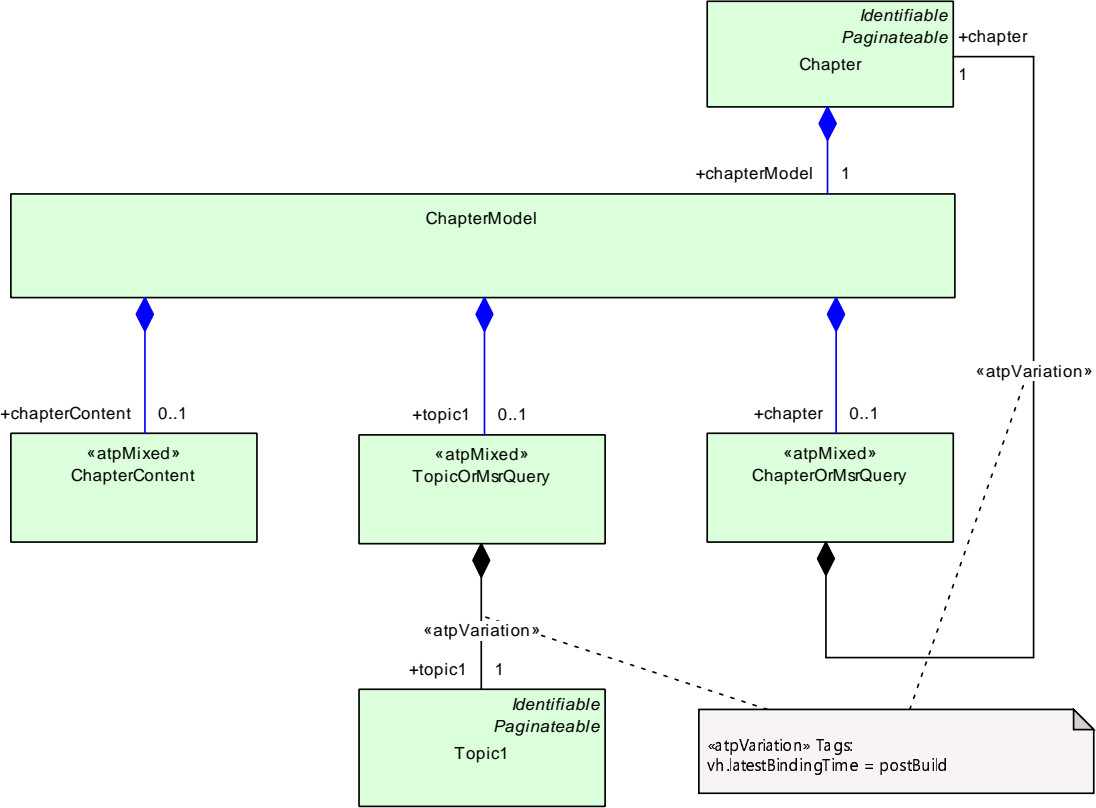 Identifiable
Paginateable
Chapter
+chapter
1
+chapterModel 1
ChapterModel
«atpVariation»
+chapterContent 0..1
+topic1 0..1
+chapter 0..1
«atpMixed»
ChapterContent
«atpMixed»
TopicOrMsrQuery
«atpMixed»
ChapterOrMsrQuery
«atpVariation»
+topic1 1
Identifiable
Paginateable
Topic1
«atpVariation» Tags:
vh.latestBindingTime = postBuild